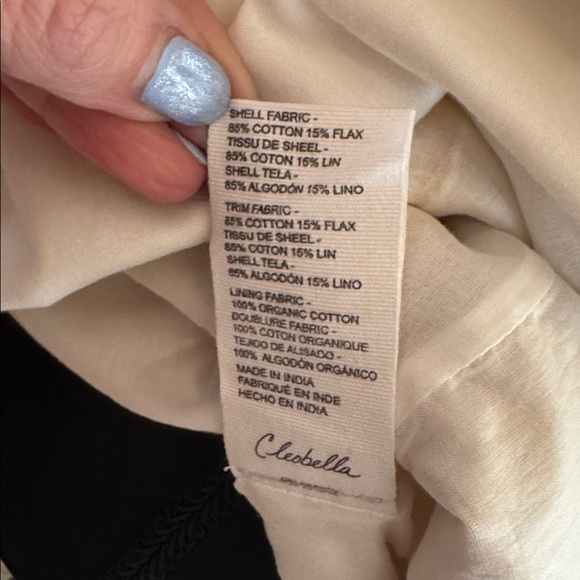 SHELL FABRIC -
85% COTTON 15% FLAX
TISSU DE SHEEL -
85% COTON 15% LIN
SHELL TELA -
85% ALGODÓN 15% LINO
TRIM FABRIC -
85% COTTON 15% FLAX
TISSU DE SHEEL -
85% COTON 15% LIN
SHELL TELA -
85% ALGODÓN 15% LINO
LINING FABRIC -
100% ORGANIC COTTON
DOUBLURE FABRIC -
100% COTON ORGANIQUE
TEJIDO DE ALISADO -
100% ALGODÓN ORGÁNICO
MADE IN INDIA
FABRIQUÉ EN INDE
HECHO EN INDIA
Cleobella